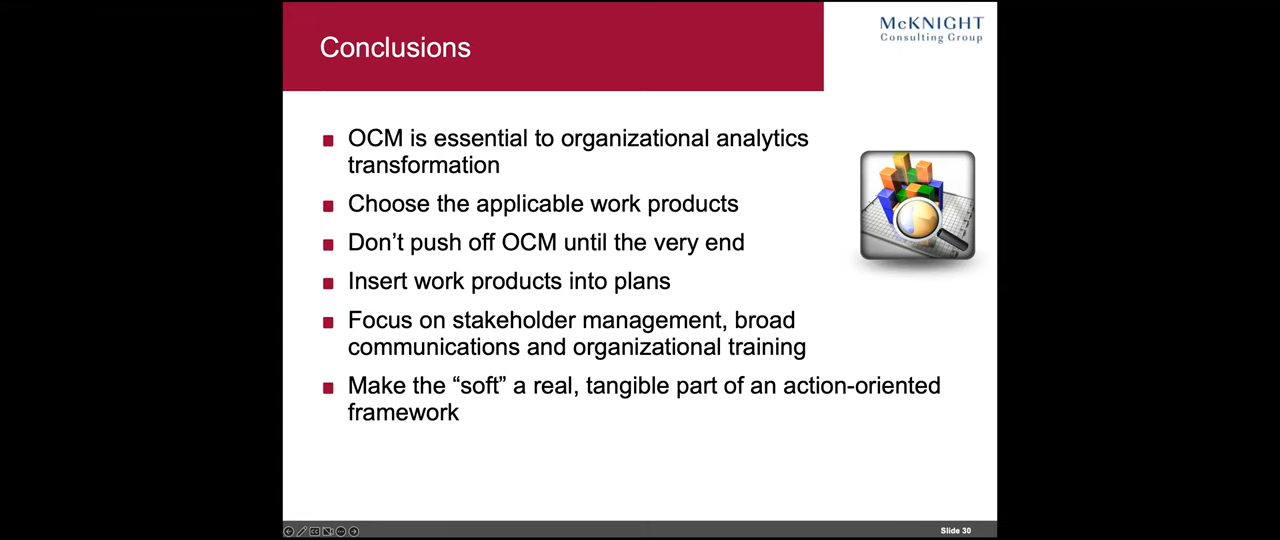 Conclusions
McKNIGHT
Consulting Group
OCM is essential to organizational analytics
transformation
Choose the applicable work products
Don’t push off OCM until the very end
Insert work products into plans
Focus on stakeholder management, broad
communications and organizational training
Make the “soft” a real, tangible part of an action-oriented
framework
Slide 30